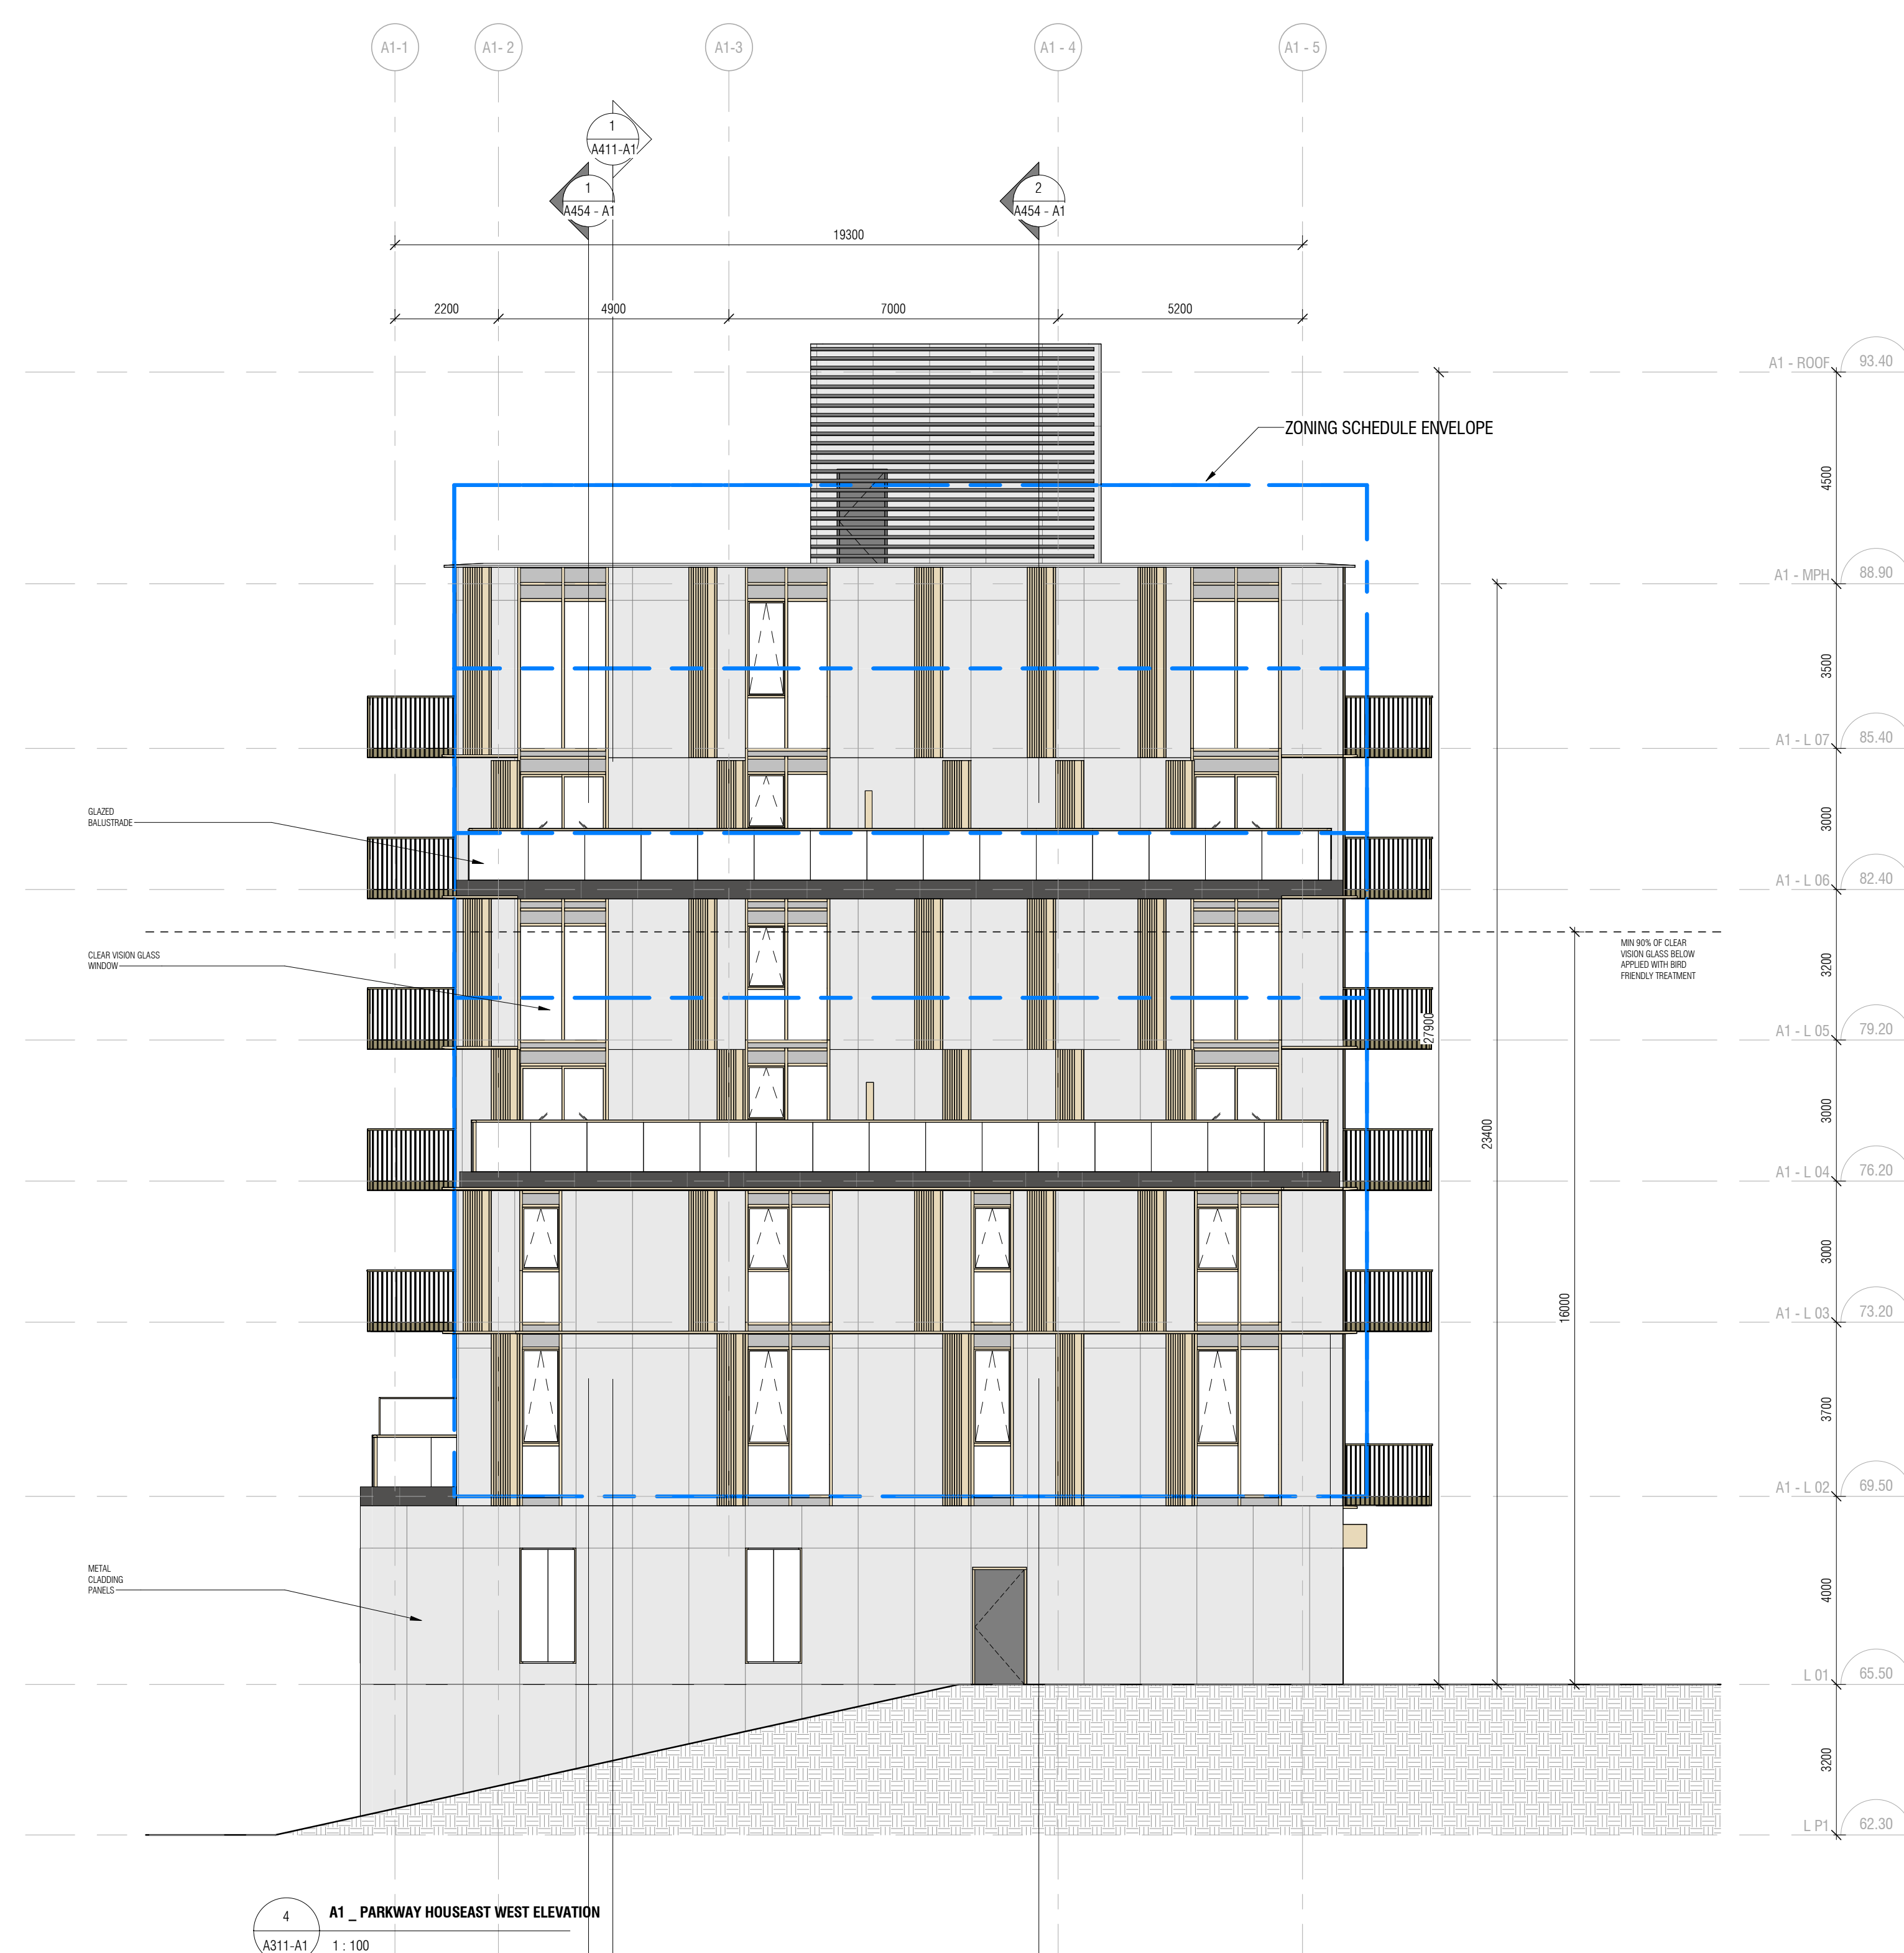 A1-1
A1- 2
A1-3
A1 - 4
A1 - 5
1
A411-A1
1
A454 - A1
2
A454 - A1
19300
2200
4900
7000
5200
A1 - ROOF
93.40
ZONING SCHEDULE ENVELOPE
4500
A1 - MPH
88.90
3500
A1 - L 07
85.40
GLAZED
BALUSTRADE
3000
A1 - L 06
82.40
CLEAR VISION GLASS
WINDOW
MIN 90% OF CLEAR
VISION GLASS BELOW
APPLIED WITH BIRD
FRIENDLY TREATMENT
3200
27900
A1 - L 05
79.20
23400
3000
A1 - L 04
76.20
3000
16000
A1 - L 03
73.20
3700
A1 - L 02
69.50
METAL
CLADDING
PANELS
4000
L 01
65.50
3200
L P1
62.30
4
A311-A1
A1 _ PARKWAY HOUSEAST WEST ELEVATION
1 : 100